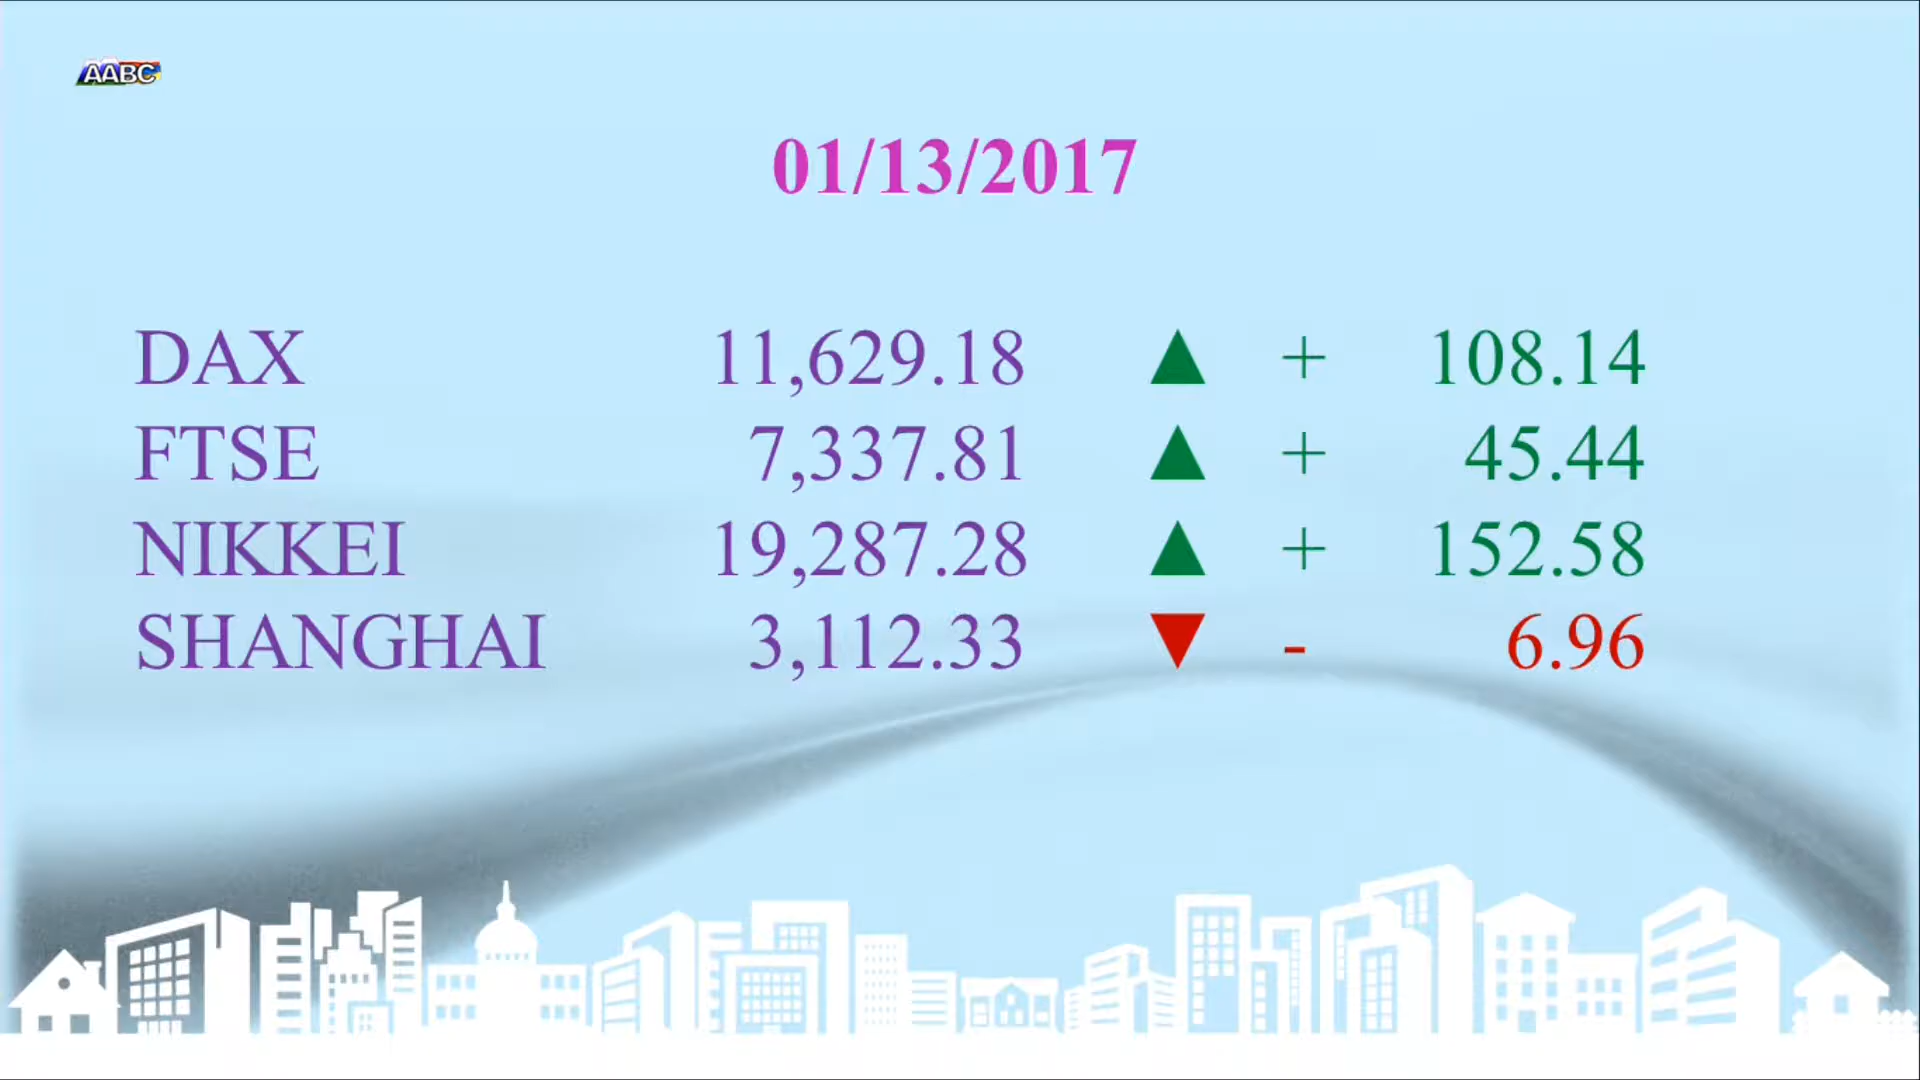 AABC
01/13/2017
DAX 11,629.18 ▲ + 108.14
FTSE 7,337.81 ▲ + 45.44
NIKKEI 19,287.28 ▲ + 152.58
SHANGHAI 3,112.33 ▼ - 6.96